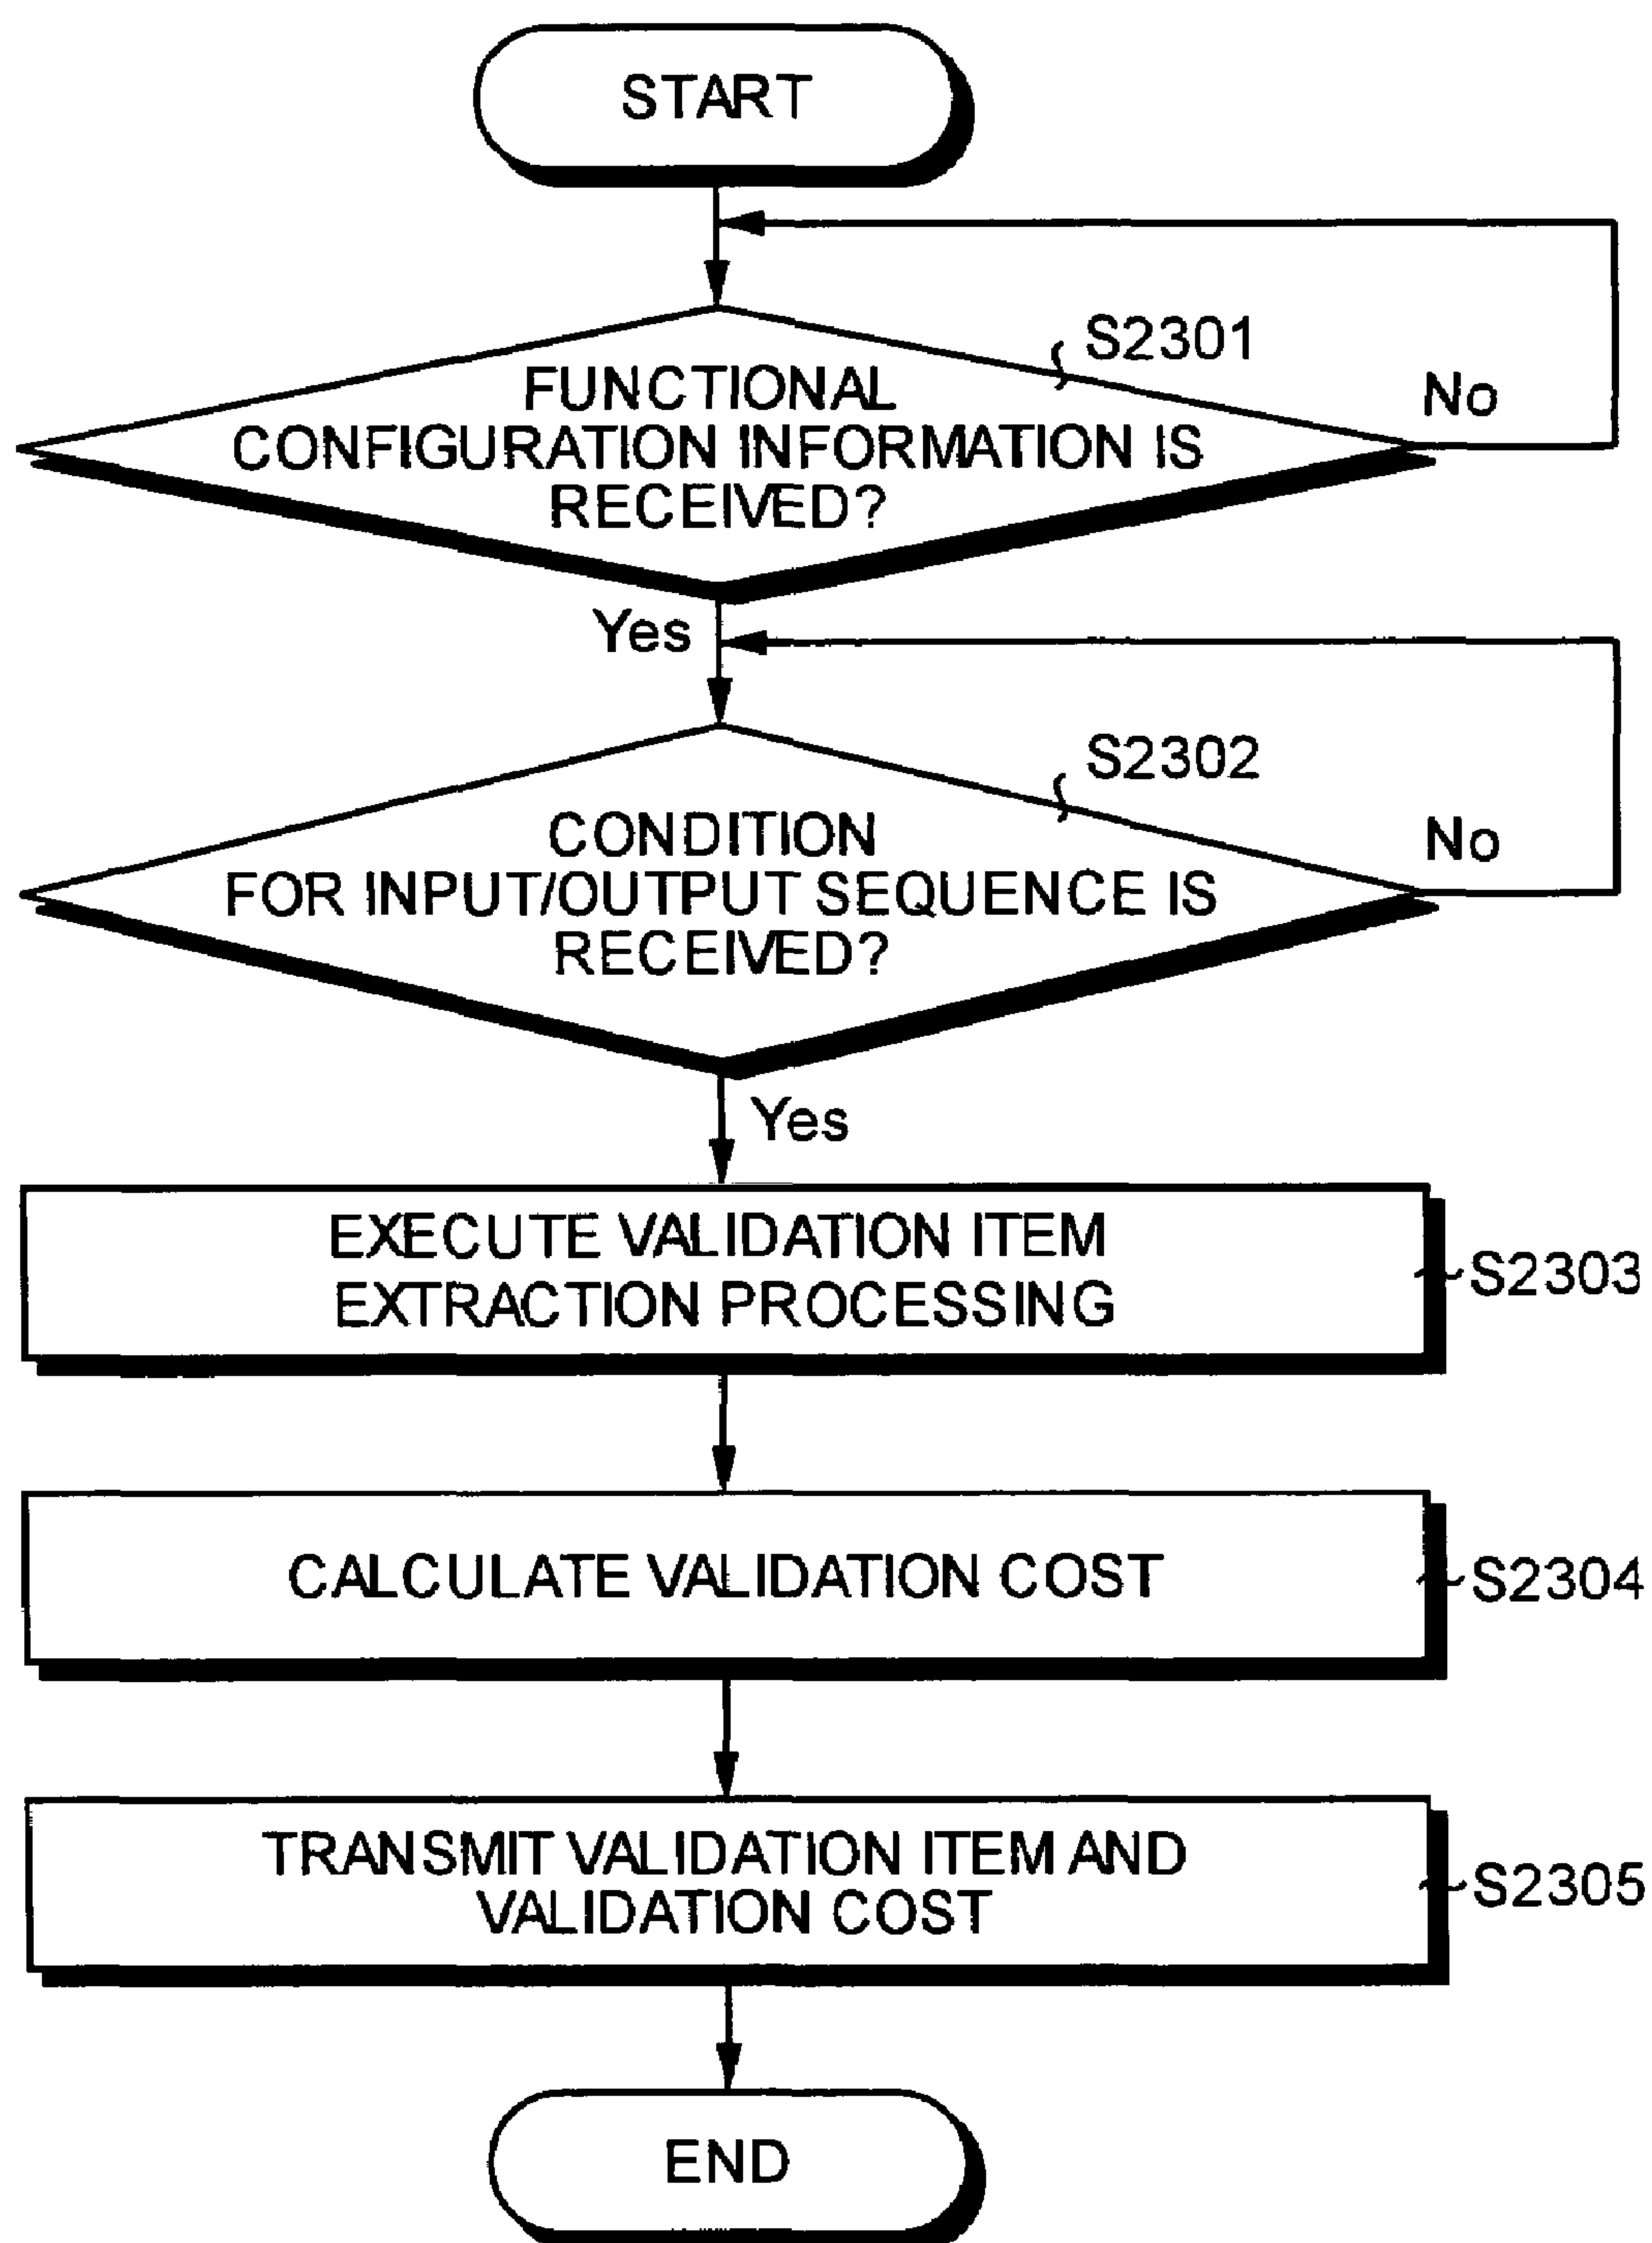 START
S2301
FUNCTIONAL
CONFIGURATION INFORMATION IS
RECEIVED?
No
Yes
S2302
CONDITION
FOR INPUT/OUTPUT SEQUENCE IS
RECEIVED?
No
Yes
EXECUTE VALIDATION ITEM
EXTRACTION PROCESSING
S2303
CALCULATE VALIDATION COST
S2304
TRANSMIT VALIDATION ITEM AND
VALIDATION COST
S2305
END